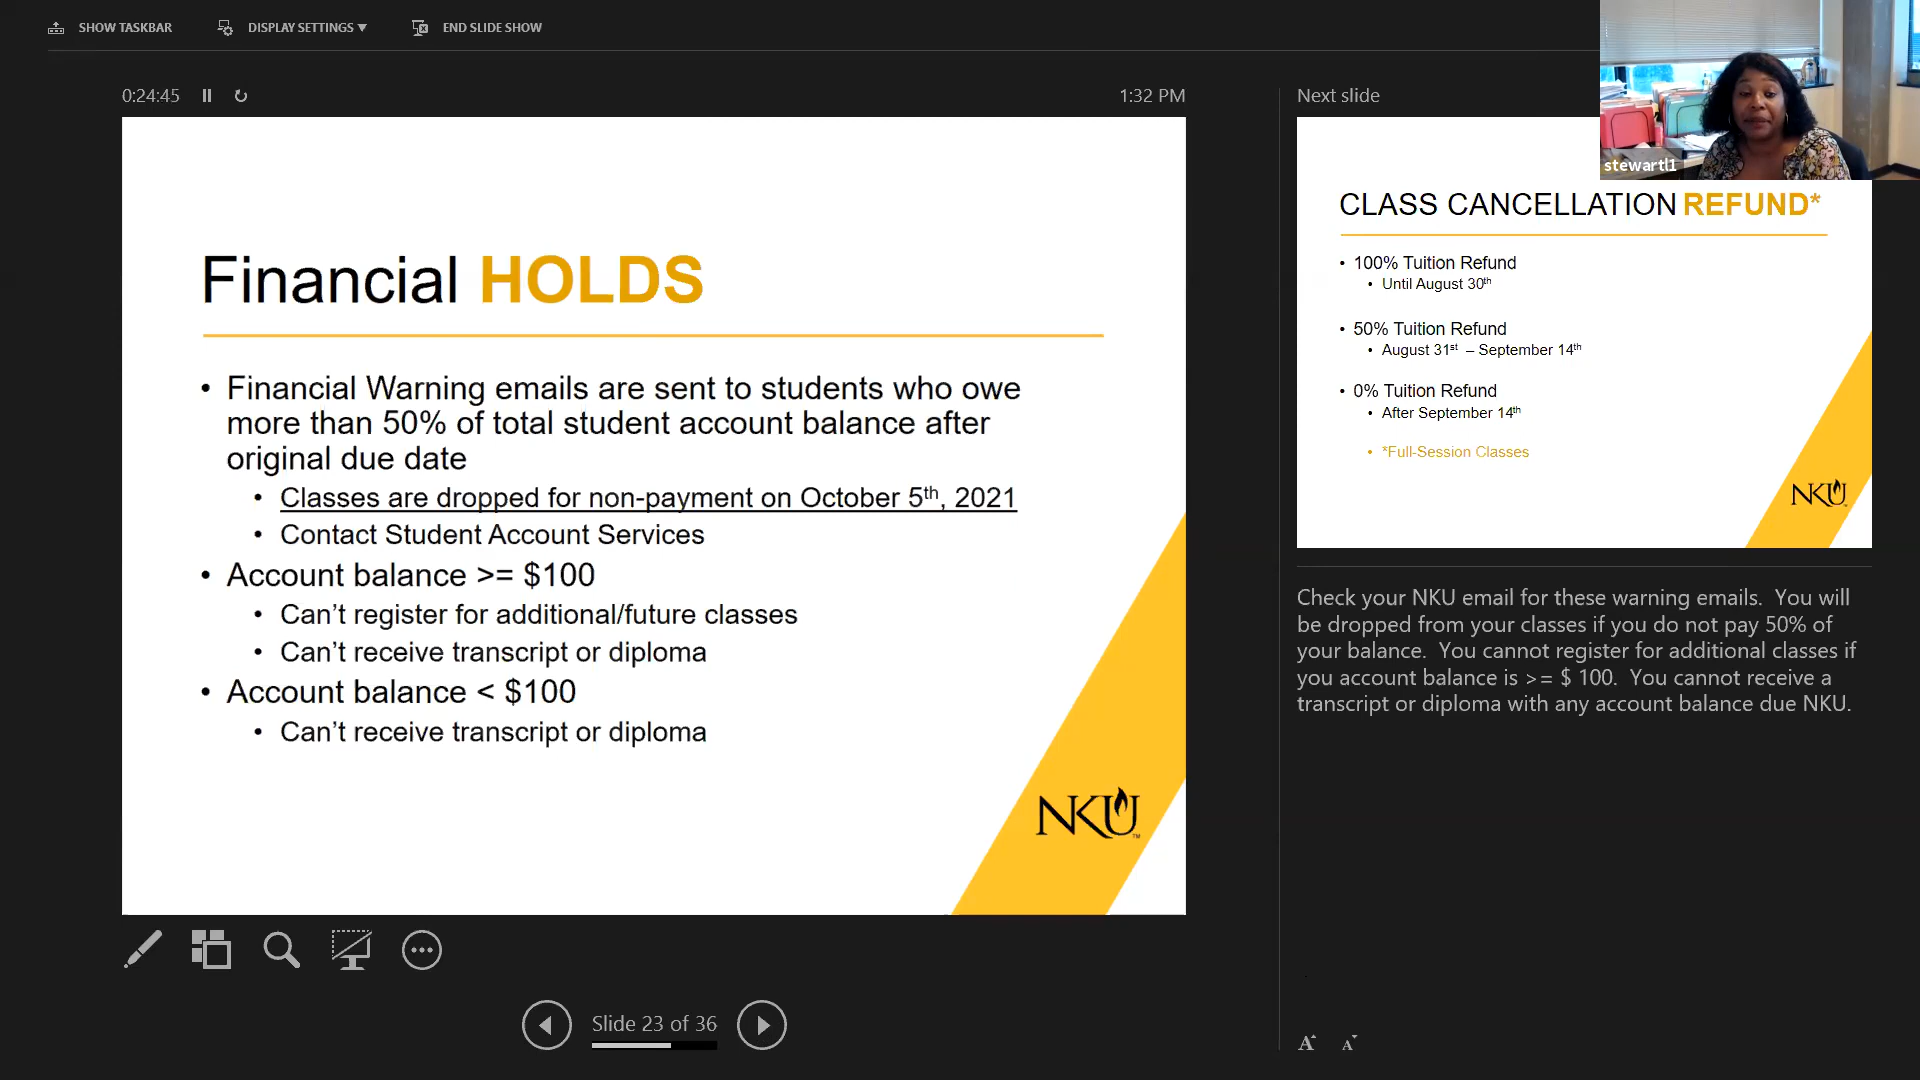 SHOW TASKBAR
DISPLAY SETTINGS ▼
END SLIDE SHOW
0:24:45
1:32 PM
Financial HOLDS
• Financial Warning emails are sent to students who owe
more than 50% of total student account balance after
original due date
• Classes are dropped for non-payment on October 5th, 2021
• Contact Student Account Services
• Account balance >= $100
• Can't register for additional/future classes
• Can't receive transcript or diploma
• Account balance < $100
• Can't receive transcript or diploma
NKU
TM
Slide 23 of 36
Next slide
stewartl1
CLASS CANCELLATION REFUND*
• 100% Tuition Refund
• Until August 30th
• 50% Tuition Refund
• August 31st – September 14th
• 0% Tuition Refund
• After September 14th
• *Full-Session Classes
NKU
Check your NKU email for these warning emails. You will
be dropped from your classes if you do not pay 50% of
your balance. You cannot register for additional classes if
you account balance is >= $ 100. You cannot receive a
transcript or diploma with any account balance due NKU.
A
A